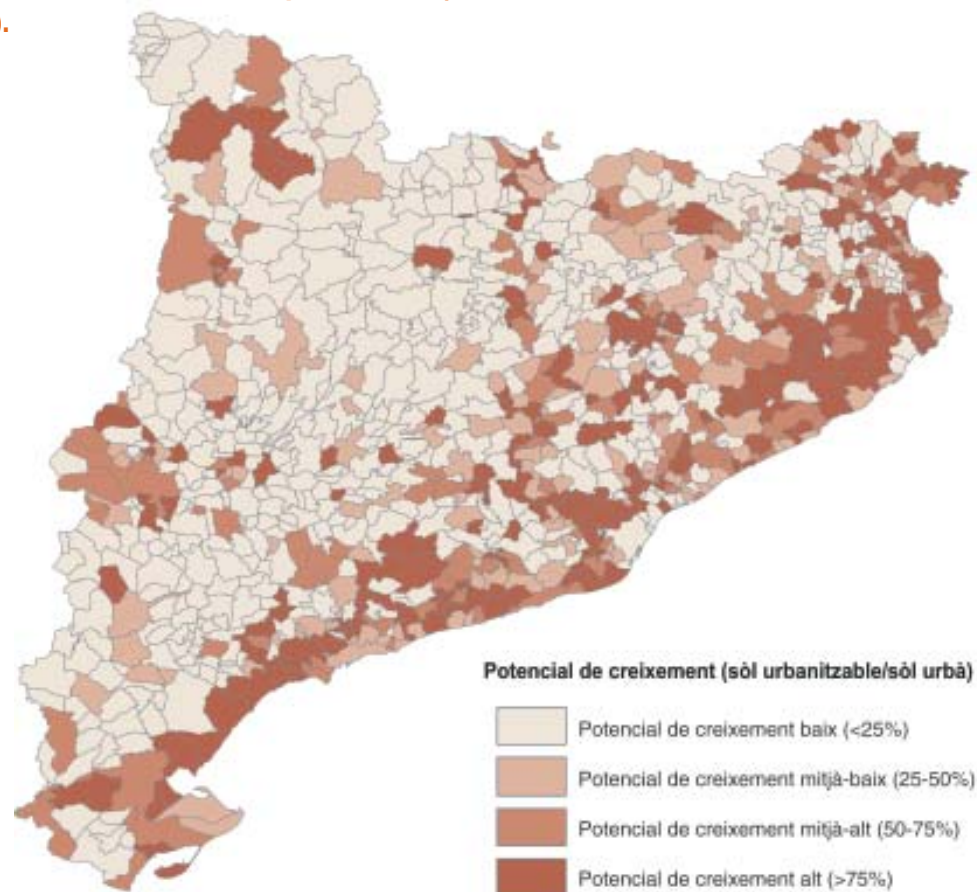 Potencial de creixement (sòl urbanitzable/sòl urbà)
Potencial de creixement baix (<25%)
Potencial de creixement mitjà-baix (25-50%)
Potencial de creixement mitjà-alt (50-75%)
Potencial de creixement alt (>75%)